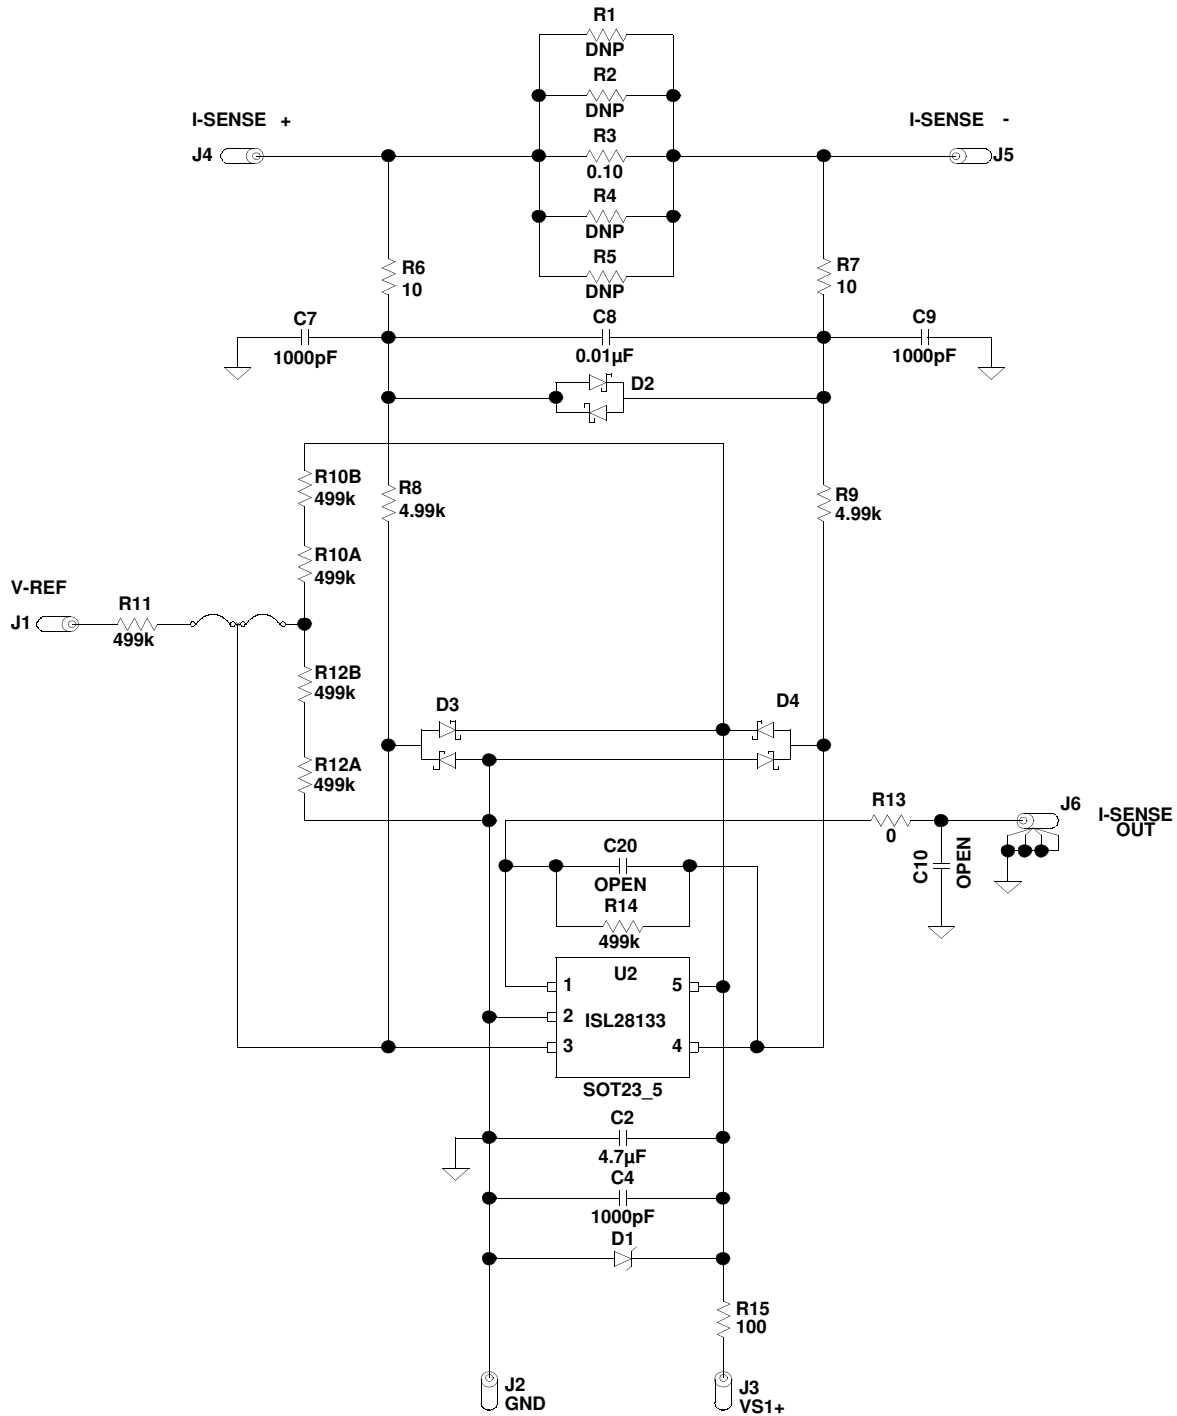 R1
DNP
R2
DNP
I-SENSE +
I-SENSE -
R3
J4
J5
0.10
R4
DNP
R5
DNP
R6
10
R7
10
C7
1000pF
C8
0.01µF
C9
1000pF
D2
R10B
499k
R8
4.99k
R9
4.99k
R10A
499k
V-REF
J1
R11
499k
R12B
499k
D3
D4
R12A
499k
R13
0
J6
I-SENSE
OUT
C20
OPEN
C10
OPEN
R14
499k
U2
1
5
2
ISL28133
3
4
SOT23_5
C2
4.7µF
C4
1000pF
D1
R15
100
J2
GND
J3
VS1+